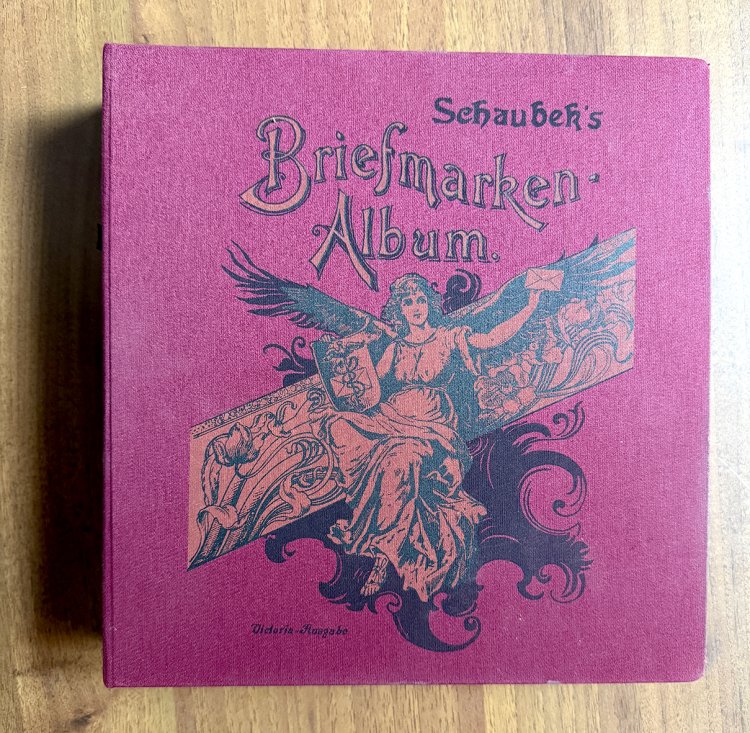 Schaubek's
Briefmarken-
Album.
Victoria-Ausgabe